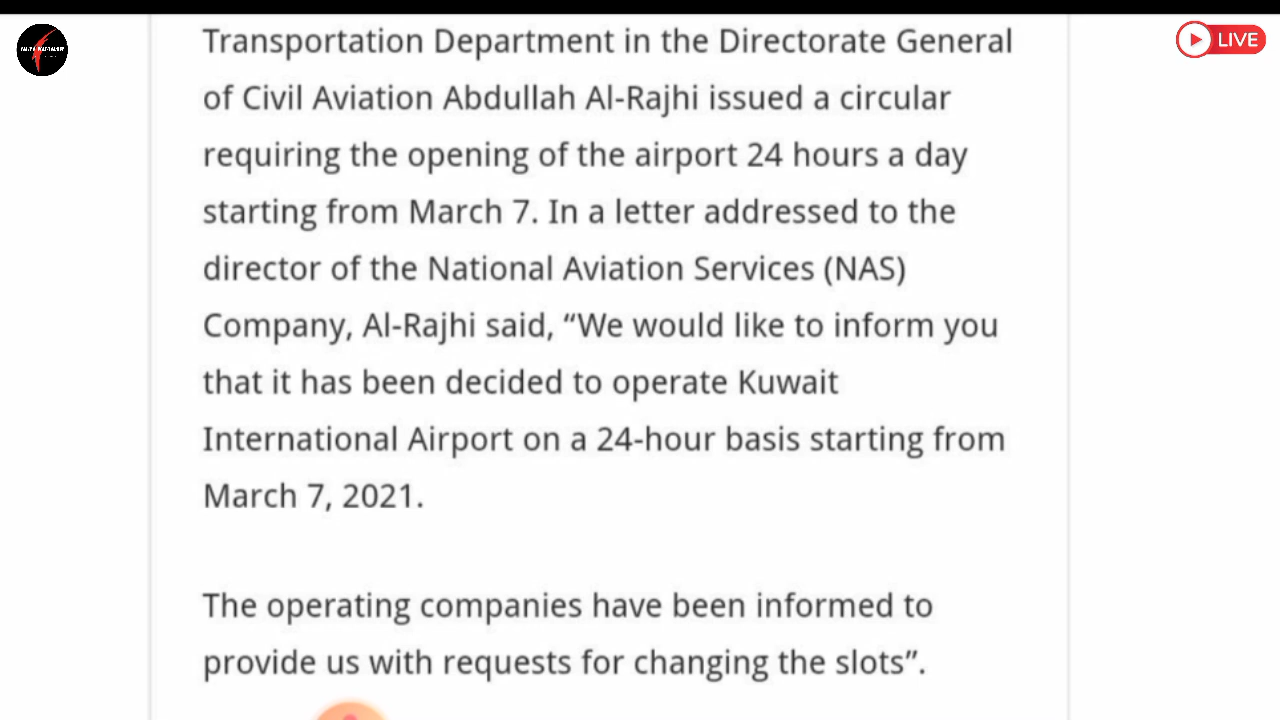 Transportation Department in the Directorate General
of Civil Aviation Abdullah Al-Rajhi issued a circular
requiring the opening of the airport 24 hours a day
starting from March 7. In a letter addressed to the
director of the National Aviation Services (NAS)
Company, Al-Rajhi said, “We would like to inform you
that it has been decided to operate Kuwait
International Airport on a 24-hour basis starting from
March 7, 2021.
The operating companies have been informed to
provide us with requests for changing the slots”.
LIVE